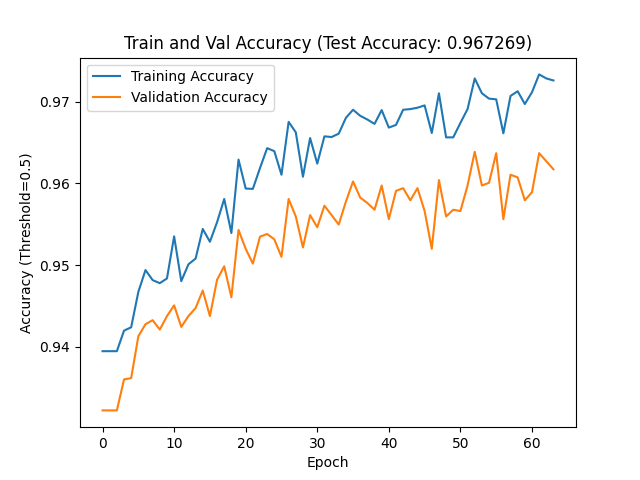 Train and Val Accuracy (Test Accuracy: 0.967269)
Training Accuracy
Validation Accuracy
0.97
0.96
0.95
0.94
Accuracy (Threshold=0.5)
0 10 20 30 40 50 60
Epoch